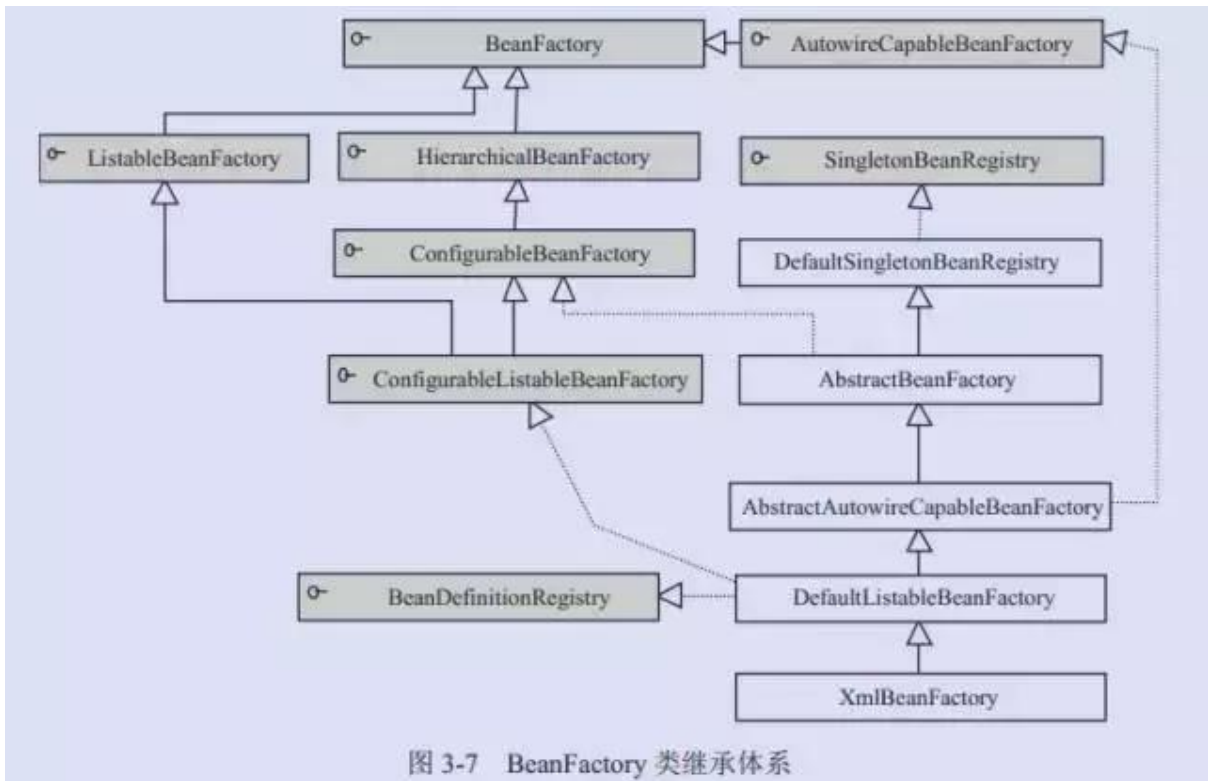 BeanFactory
AutowireCapableBeanFactory
ListableBeanFactory
HierarchicalBeanFactory
SingletonBeanRegistry
ConfigurableBeanFactory
DefaultSingletonBeanRegistry
ConfigurableListableBeanFactory
AbstractBeanFactory
AbstractAutowireCapableBeanFactory
BeanDefinitionRegistry
DefaultListableBeanFactory
XmlBeanFactory
图 3-7 BeanFactory 类继承体系